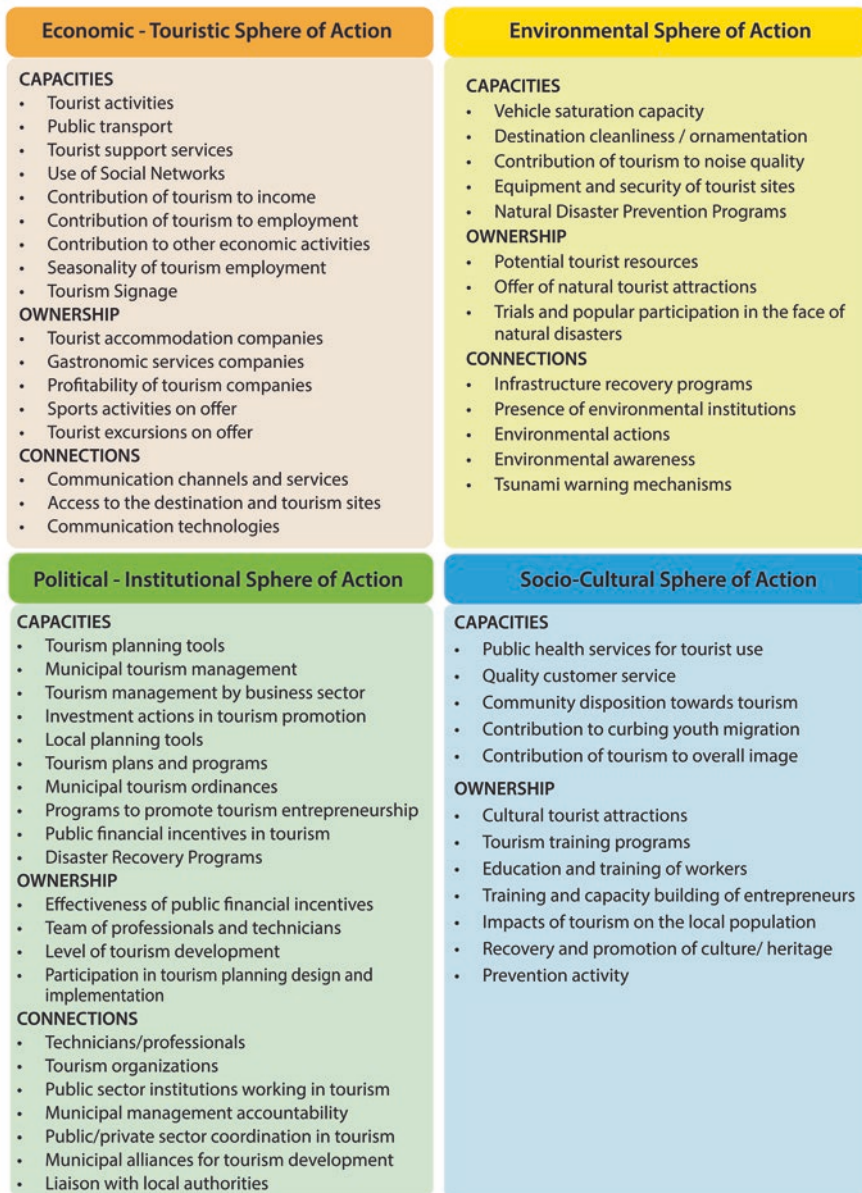 Economic - Touristic Sphere of Action
CAPACITIES
• Tourist activities
• Public transport
• Tourist support services
• Use of Social Networks
• Contribution of tourism to income
• Contribution of tourism to employment
• Contribution to other economic activities
• Seasonality of tourism employment
• Tourism Signage
OWNERSHIP
• Tourist accommodation companies
• Gastronomic services companies
• Profitability of tourism companies
• Sports activities on offer
• Tourist excursions on offer
CONNECTIONS
• Communication channels and services
• Access to the destination and tourism sites
• Communication technologies
Environmental Sphere of Action
CAPACITIES
• Vehicle saturation capacity
• Destination cleanliness / ornamentation
• Contribution of tourism to noise quality
• Equipment and security of tourist sites
• Natural Disaster Prevention Programs
OWNERSHIP
• Potential tourist resources
• Offer of natural tourist attractions
• Trials and popular participation in the face of
natural disasters
CONNECTIONS
• Infrastructure recovery programs
• Presence of environmental institutions
• Environmental actions
• Environmental awareness
• Tsunami warning mechanisms
Political - Institutional Sphere of Action
CAPACITIES
• Tourism planning tools
• Municipal tourism management
• Tourism management by business sector
• Investment actions in tourism promotion
• Local planning tools
• Tourism plans and programs
• Municipal tourism ordinances
• Programs to promote tourism entrepreneurship
• Public financial incentives in tourism
• Disaster Recovery Programs
OWNERSHIP
• Effectiveness of public financial incentives
• Team of professionals and technicians
• Level of tourism development
• Participation in tourism planning design and
implementation
CONNECTIONS
• Technicians/professionals
• Tourism organizations
• Public sector institutions working in tourism
• Municipal management accountability
• Public/private sector coordination in tourism
• Municipal alliances for tourism development
• Liaison with local authorities
Socio-Cultural Sphere of Action
CAPACITIES
• Public health services for tourist use
• Quality customer service
• Community disposition towards tourism
• Contribution to curbing youth migration
• Contribution of tourism to overall image
OWNERSHIP
• Cultural tourist attractions
• Tourism training programs
• Education and training of workers
• Training and capacity building of entrepreneurs
• Impacts of tourism on the local population
• Recovery and promotion of culture/ heritage
• Prevention activity